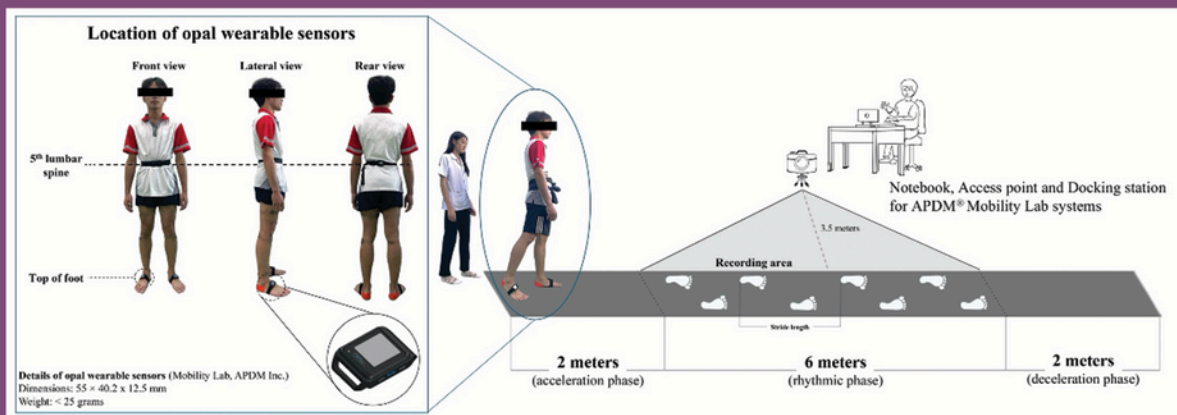 Location of opal wearable sensors
Front view
Lateral view
Rear view
5th lumbar
spine
Top of foot
Details of opal wearable sensors (Mobility Lab, APDM Inc.)
Dimensions: 55 × 40.2 x 12.5 mm
Weight: < 25 grams
Notebook, Access point and Docking station
for APDM® Mobility Lab systems
3.5 meters
Recording area
Stride length
2 meters
(acceleration phase)
6 meters
(rhythmic phase)
2 meters
(deceleration phase)